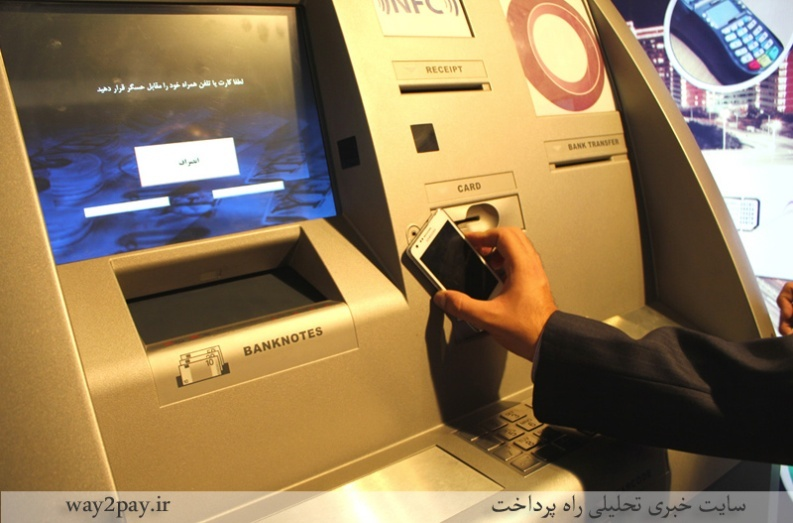 لطفا کارت یا تلفن همراه خود را مقابل حسگر قرار دهید
انصراف
NFC
RECEIPT
BANK TRANSFER
CARD
BANKNOTES
10
way2pay.ir
سایت خبری تحلیلی راه پرداخت